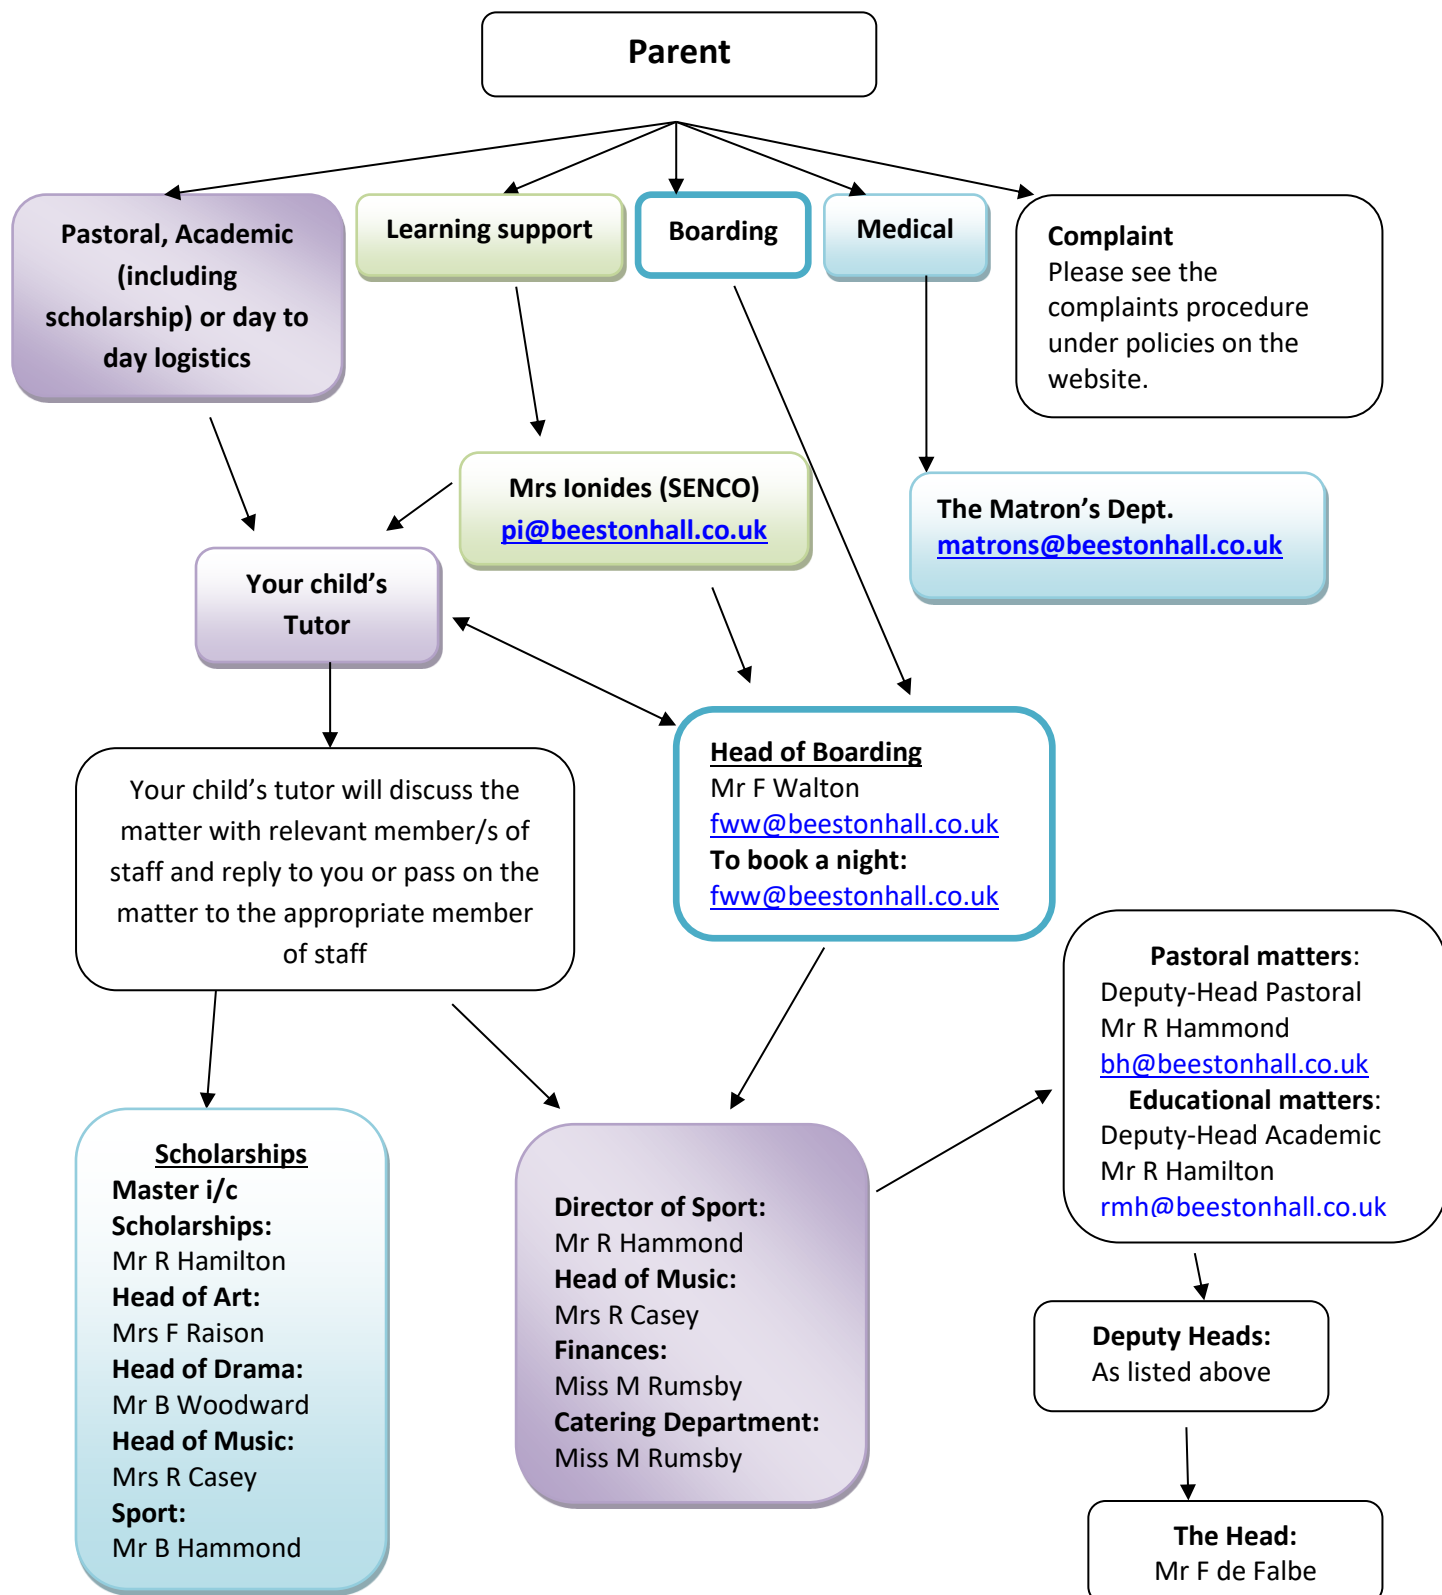 Parent
Pastoral, Academic
(including
scholarship) or day to
day logistics
Learning support
Boarding
Medical
Complaint
Please see the
complaints procedure
under policies on the
website.
Mrs Ionides (SENCO)
pi@beestonhall.co.uk
The Matron’s Dept.
matrons@beestonhall.co.uk
Your child’s
Tutor
Your child’s tutor will discuss the
matter with relevant member/s of
staff and reply to you or pass on the
matter to the appropriate member
of staff
Head of Boarding
Mr F Walton
fww@beestonhall.co.uk
To book a night:
fww@beestonhall.co.uk
Pastoral matters:
Deputy-Head Pastoral
Mr R Hammond
bh@beestonhall.co.uk
Educational matters:
Deputy-Head Academic
Mr R Hamilton
rmh@beestonhall.co.uk
Scholarships
Master i/c
Scholarships:
Mr R Hamilton
Head of Art:
Mrs F Raison
Head of Drama:
Mr B Woodward
Head of Music:
Mrs R Casey
Sport:
Mr B Hammond
Director of Sport:
Mr R Hammond
Head of Music:
Mrs R Casey
Finances:
Miss M Rumsby
Catering Department:
Miss M Rumsby
Deputy Heads:
As listed above
The Head:
Mr F de Falbe